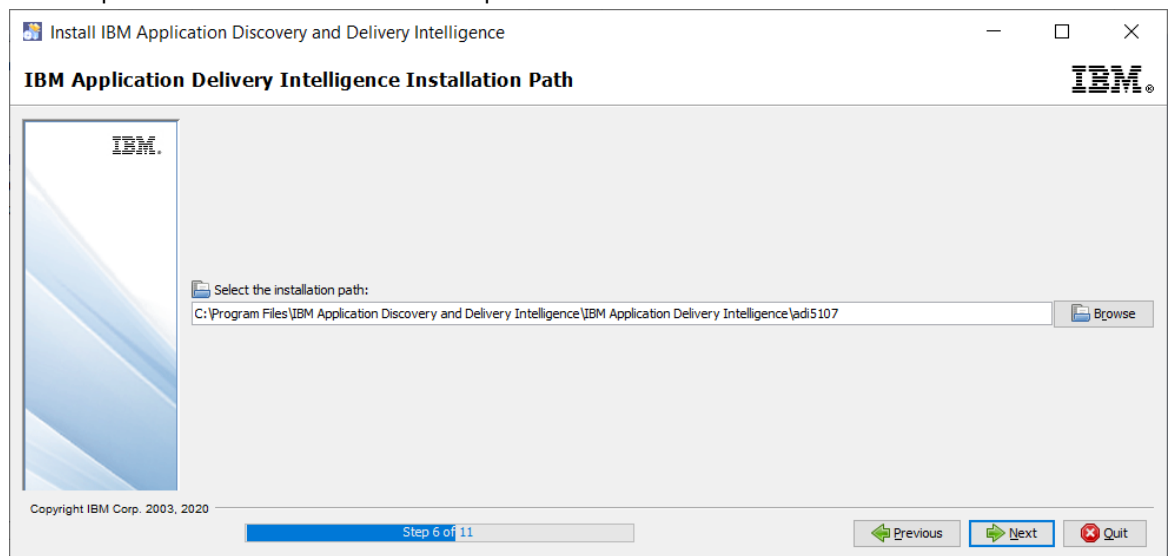 Install IBM Application Discovery and Delivery Intelligence
IBM Application Delivery Intelligence Installation Path
IBM®
IBM.
Select the installation path:
C:\Program Files\IBM Application Discovery and Delivery Intelligence\IBM Application Delivery Intelligence\adi5107
Browse
Copyright IBM Corp. 2003, 2020
Step 6 of 11
Previous
Next
Quit